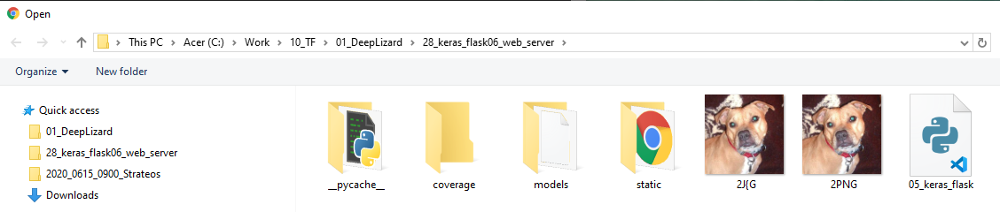 Open
This PC > Acer (C:) > Work > 10_TF > 01_DeepLizard > 28_keras_flask06_web_server >
Organize New folder
Quick access
01_DeepLizard
28_keras_flask06_web_server
2020_0615_0900_Strateos
Downloads
__pycache__ coverage models static 2J{G 2PNG 05_keras_flask